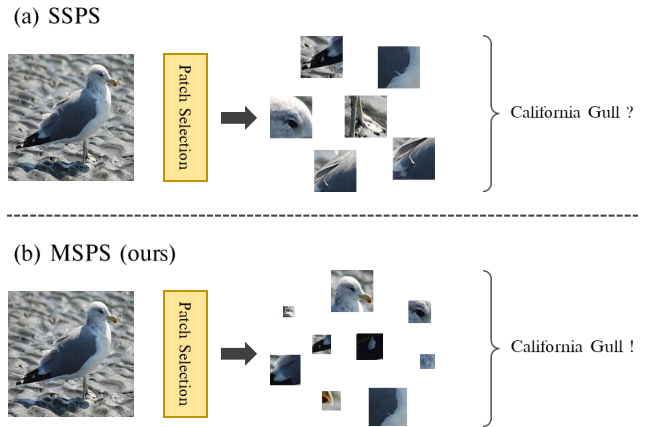 (a) SSPS
Patch Selection
California Gull ?
(b) MSPS (ours)
Patch Selection
California Gull !